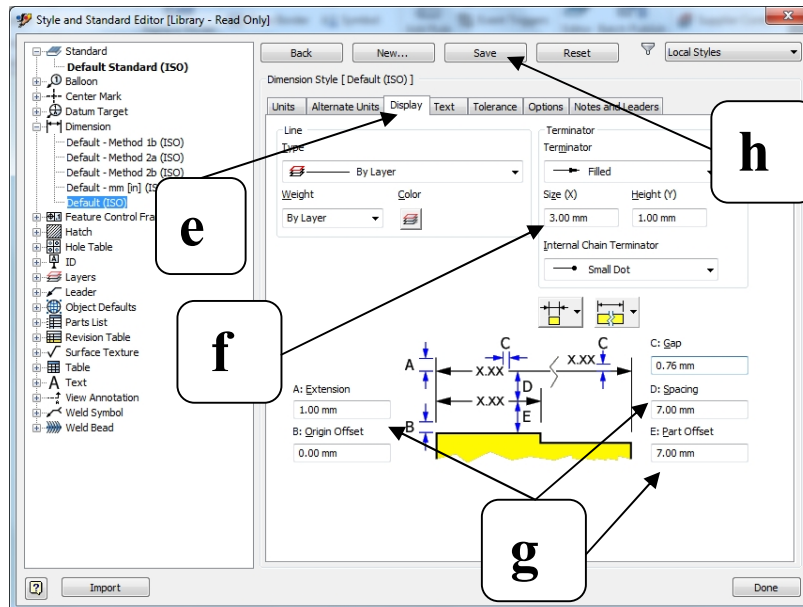 Style and Standard Editor [Library - Read Only]
Standard
Default Standard (ISO)
Balloon
Center Mark
Datum Target
Dimension
Default - Method 1b (ISO)
Default - Method 2a (ISO)
Default - Method 2b (ISO)
Default - mm [in] (IS
Default (ISO)
Feature Control Fra
Hatch
Hole Table
ID
Layers
Leader
Object Defaults
Parts List
Revision Table
Surface Texture
Table
Text
View Annotation
Weld Symbol
Weld Bead
Import
Back New... Save Reset Local Styles
Dimension Style [ Default (ISO) ]
Units Alternate Units Display Text Tolerance Options Notes and Leaders
Line
Type
By Layer
Weight Color
By Layer
Terminator
Terminator
Filled
Size (X) Height (Y)
3.00 mm 1.00 mm
Internal Chain Terminator
Small Dot
A: Extension
1.00 mm
B: Origin Offset
0.00 mm
C C
A X.XX X.XX
D
X.XX
B E
C: Gap
0.76 mm
D: Spacing
7.00 mm
E: Part Offset
7.00 mm
Done
e
f
g
h